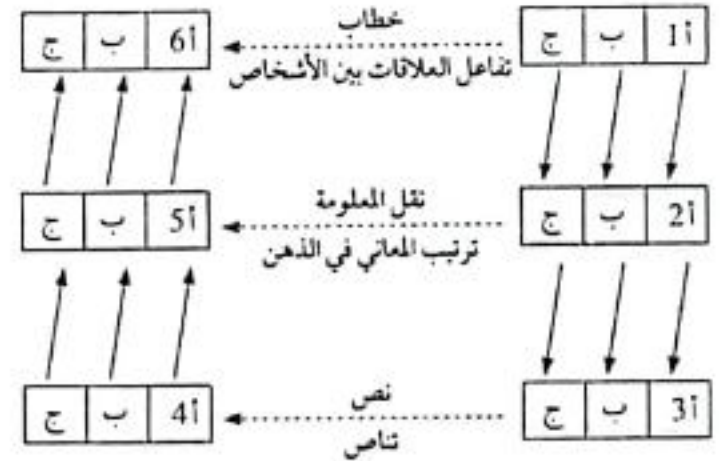 أ1 ب ج
خطاب
تفاعل العلاقات بين الأشخاص
أ6 ب ج
أ2 ب ج
نقل المعلومة
ترتيب المعاني في الذهن
أ5 ب ج
أ3 ب ج
نص
تناص
أ4 ب ج